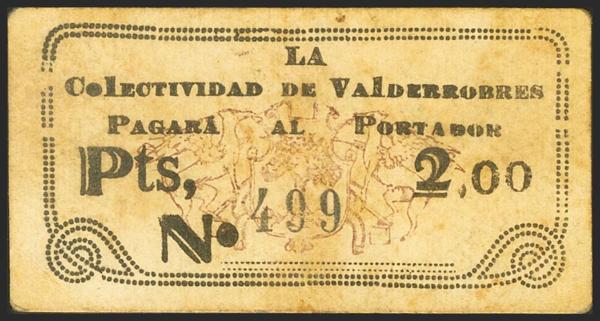 LA
COLECTIVIDAD DE VALDERROBRES
PAGARÁ AL PORTADOR
Pts, 2,00
No 499